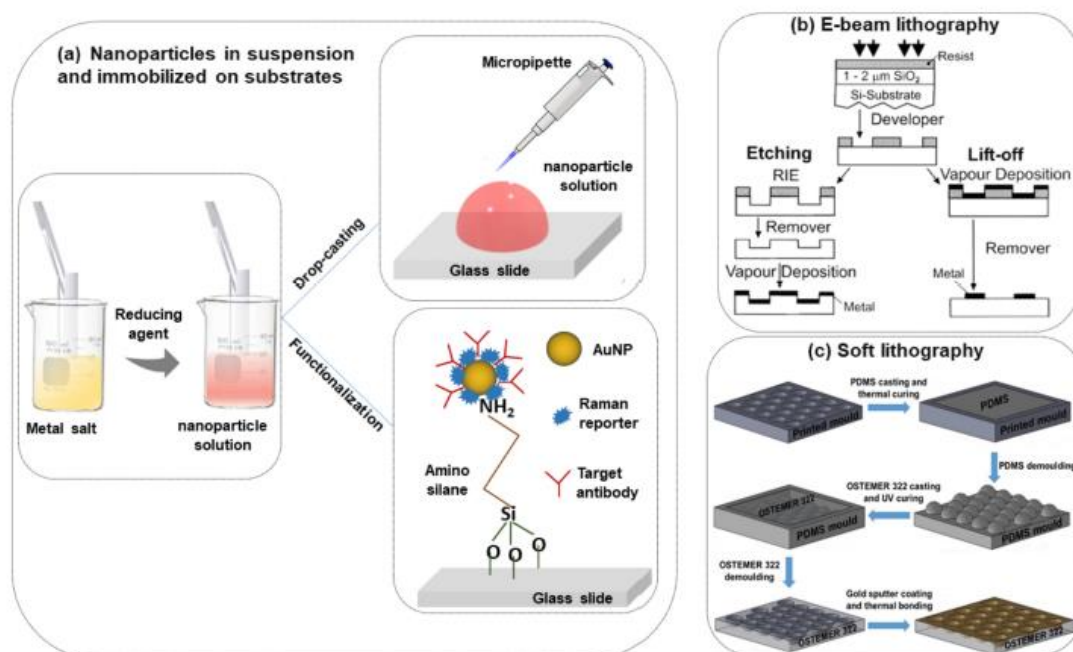 (a) Nanoparticles in suspension
and immobilized on substrates
Metal salt
Reducing
agent
nanoparticle
solution
Drop-casting
Functionalization
Micropipette
nanoparticle
solution
Glass slide
AuNP
NH2
Raman
reporter
Amino
silane
Target
antibody
Si
O O O
Glass slide
(b) E-beam lithography
Resist
1 - 2 μm SiO2
Si-Substrate
Developer
Etching
RIE
Remover
Vapour Deposition
Metal
Lift-off
Vapour Deposition
Remover
Metal
(c) Soft lithography
PDMS casting and
thermal curing
Printed mould
PDMS
Printed mould
PDMS demoulding
OSTEMER 322 casting
and UV curing
OSTEMER 322
PDMS mould
PDMS mould
OSTEMER 322
demoulding
Gold sputter coating
and thermal bonding
OSTEMER 322
OSTEMER 322